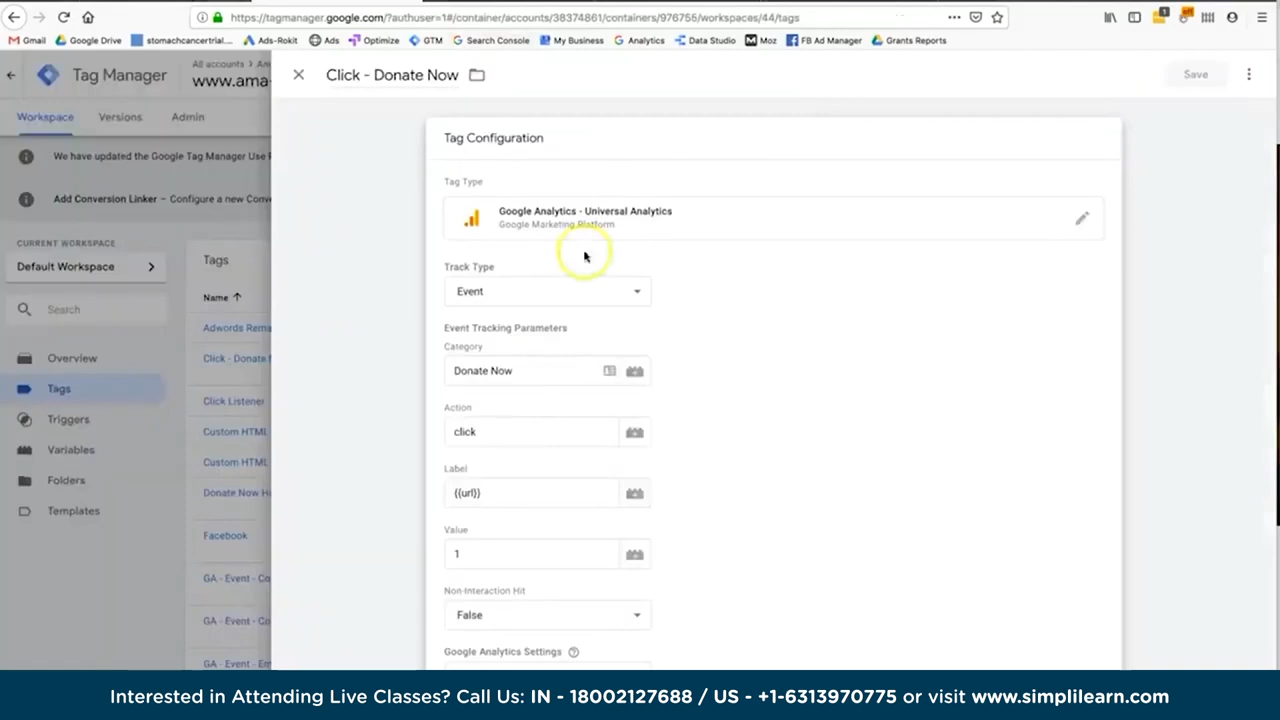 https://tagmanager.google.com/?authuser=1#/container/accounts/38374861/containers/976755/workspaces/44/tags
Gmail
Google Drive
stomachcancertrial....
Ads-Rokit
Ads
Optimize
GTM
Search Console
My Business
Analytics
Data Studio
Moz
FB Ad Manager
Grants Reports
Tag Manager
All accounts > Am
www.ama
Click - Donate Now
Save
Workspace
Versions
Admin
We have updated the Google Tag Manager Use P
Add Conversion Linker – Configure a new Conv
CURRENT WORKSPACE
Default Workspace
Search
Overview
Tags
Triggers
Variables
Folders
Templates
Tags
Name
Adwords Rema
Click - Donate N
Click Listener
Custom HTML
Custom HTML
Donate Now He
Facebook
GA - Event - Co
GA - Event - Co
GA - Event - Em
Tag Configuration
Tag Type
Google Analytics - Universal Analytics
Google Marketing Platform
Track Type
Event
Event Tracking Parameters
Category
Donate Now
Action
click
Label
{{url}}
Value
1
Non-Interaction Hit
False
Google Analytics Settings
Interested in Attending Live Classes? Call Us: IN - 18002127688 / US - +1-6313970775 or visit www.simplilearn.com